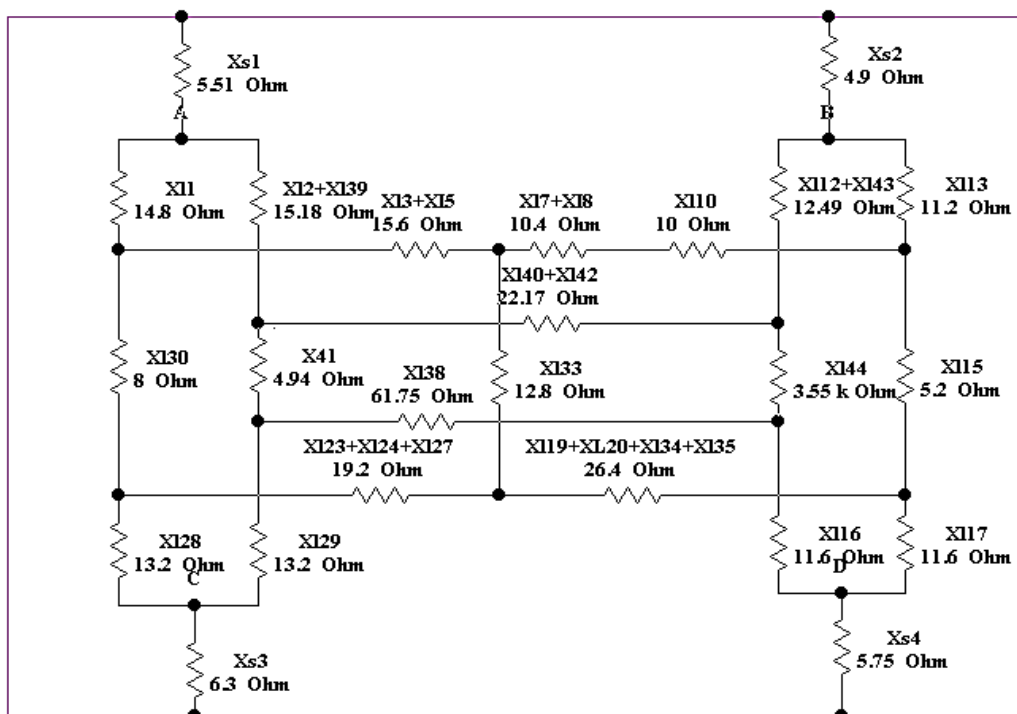 Xs1
5.51 Ohm
A
Xs2
4.9 Ohm
B
Xl1
14.8 Ohm
Xl2+Xl39
15.18 Ohm
Xl3+Xl5
15.6 Ohm
Xl7+Xl8
10.4 Ohm
Xl10
10 Ohm
Xl12+Xl43
12.49 Ohm
Xl13
11.2 Ohm
Xl40+Xl42
22.17 Ohm
Xl30
8 Ohm
X41
4.94 Ohm
Xl38
61.75 Ohm
Xl33
12.8 Ohm
Xl44
3.55 k Ohm
Xl15
5.2 Ohm
Xl23+Xl24+Xl27
19.2 Ohm
Xl19+XL20+Xl34+Xl35
26.4 Ohm
Xl28
13.2 Ohm
C
Xl29
13.2 Ohm
Xl16
11.6 Ohm
D
Xl17
11.6 Ohm
Xs3
6.3 Ohm
Xs4
5.75 Ohm